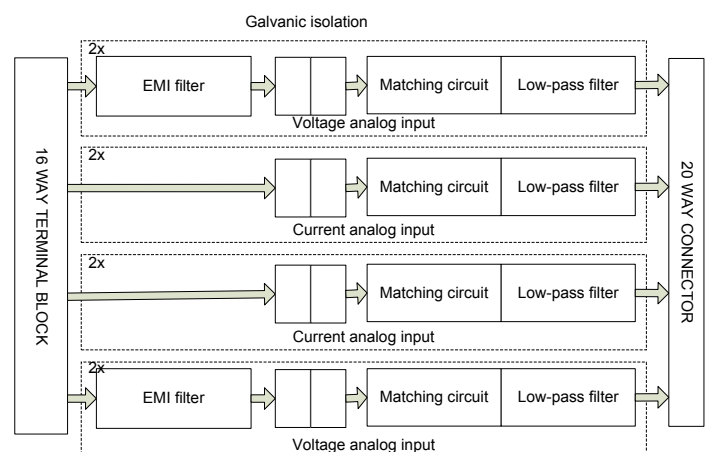 Galvanic isolation
2x
EMI filter
Matching circuit
Low-pass filter
Voltage analog input
16 WAY TERMINAL BLOCK
2x
Matching circuit
Low-pass filter
Current analog input
2x
Matching circuit
Low-pass filter
Current analog input
2x
EMI filter
Matching circuit
Low-pass filter
Voltage analog input
20 WAY CONNECTOR